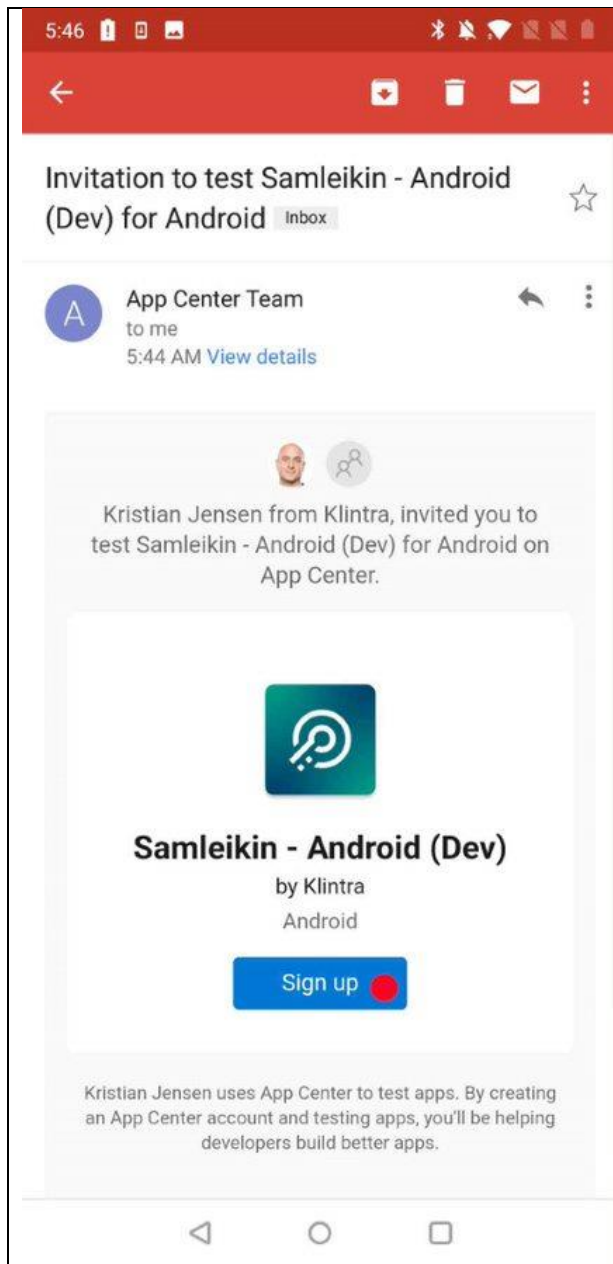 5:46
Invitation to test Samleikin - Android
(Dev) for Android Inbox
A
App Center Team
to me
5:44 AM View details
Kristian Jensen from Klintra, invited you to
test Samleikin - Android (Dev) for Android on
App Center.
Samleikin - Android (Dev)
by Klintra
Android
Sign up
Kristian Jensen uses App Center to test apps. By creating
an App Center account and testing apps, you'll be helping
developers build better apps.